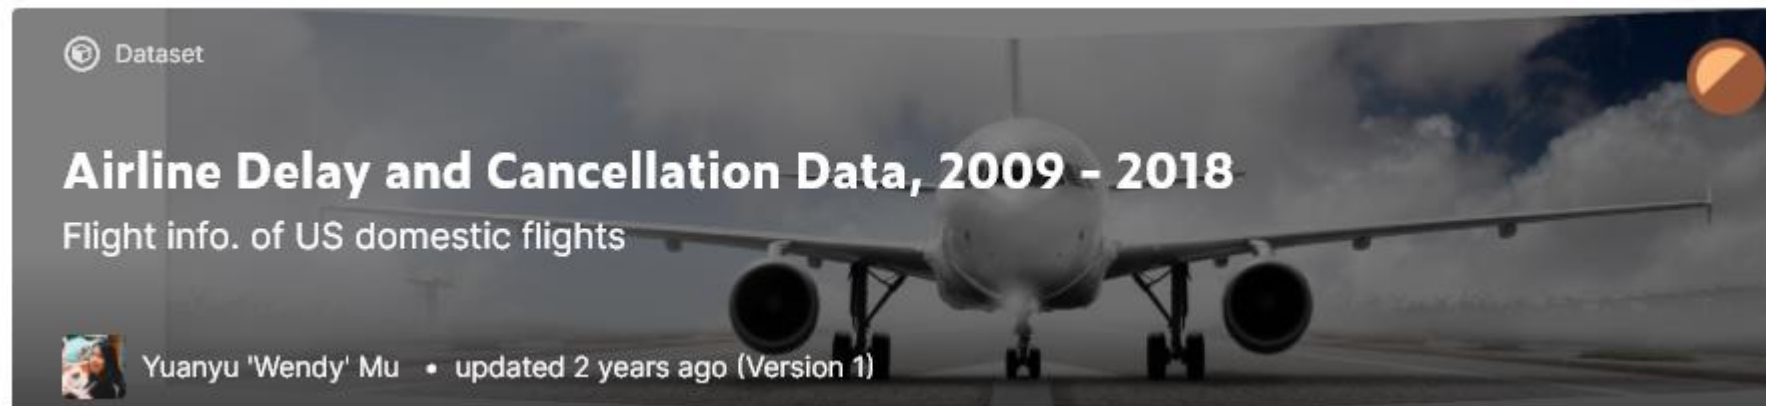 Dataset
Airline Delay and Cancellation Data, 2009 - 2018
Flight info. of US domestic flights
Yuanyu 'Wendy' Mu • updated 2 years ago (Version 1)